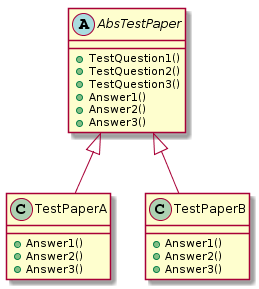 A AbsTestPaper
TestQuestion1()
TestQuestion2()
TestQuestion3()
Answer1()
Answer2()
Answer3()
C TestPaperA
Answer1()
Answer2()
Answer3()
C TestPaperB
Answer1()
Answer2()
Answer3()